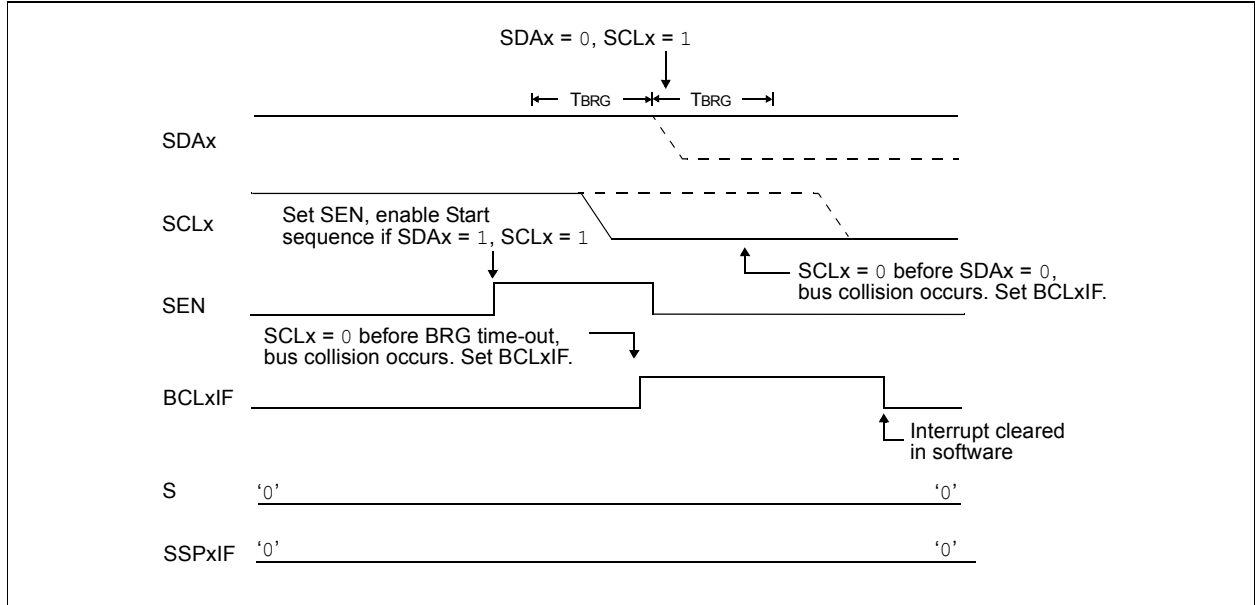 SDAx = 0, SCLx = 1
TBRG TBRG
SDAx
SCLx
Set SEN, enable Start
sequence if SDAx = 1, SCLx = 1
SCLx = 0 before SDAx = 0,
bus collision occurs. Set BCLxIF.
SEN
SCLx = 0 before BRG time-out,
bus collision occurs. Set BCLxIF.
BCLxIF
Interrupt cleared
in software
S ‘0’ ‘0’
SSPxIF ‘0’ ‘0’